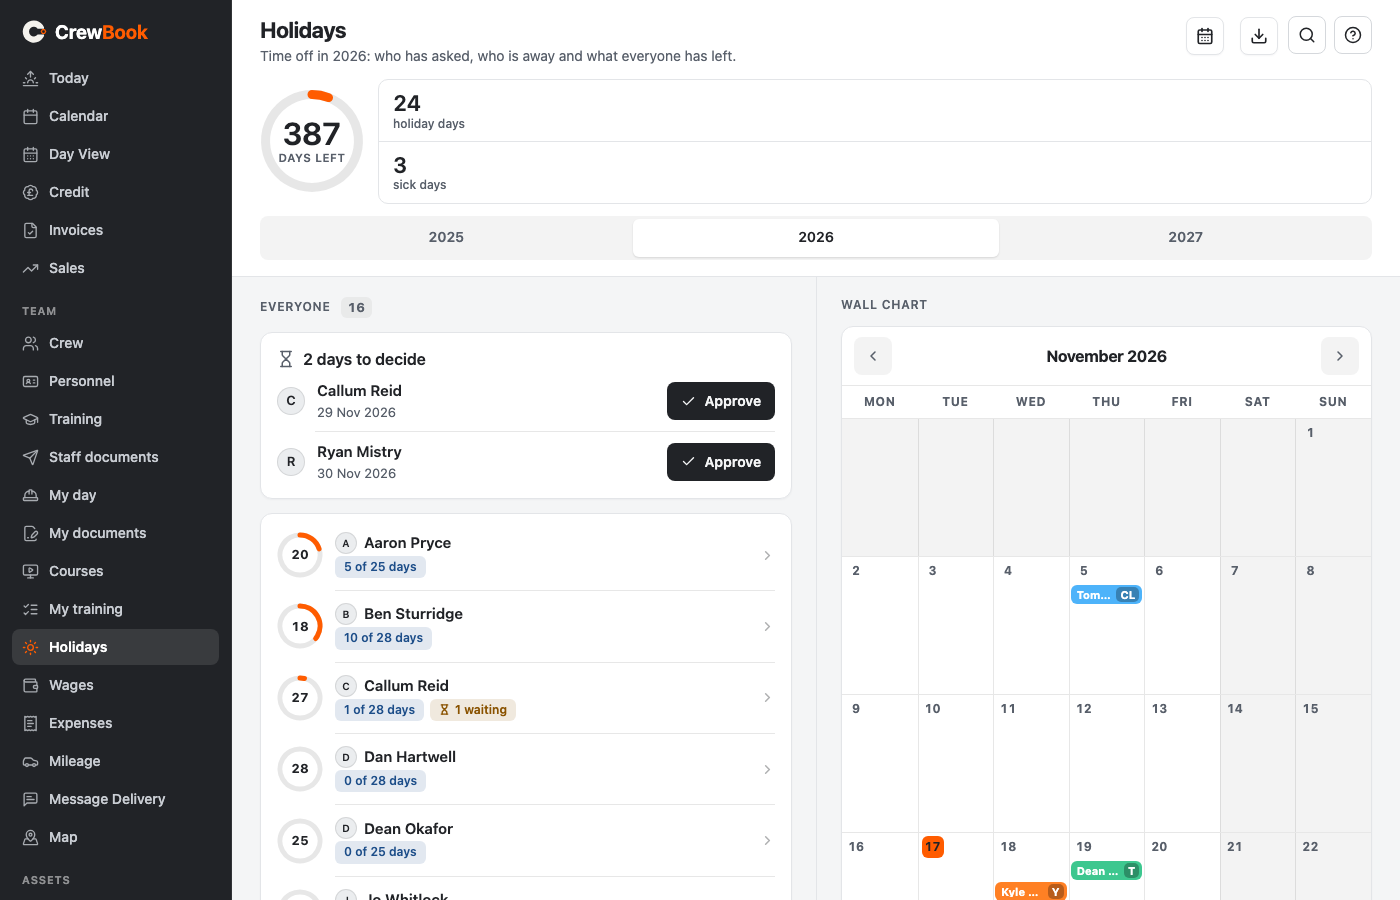 CrewBook
Today
Calendar
Day View
Credit
Invoices
Sales
TEAM
Crew
Personnel
Training
Staff documents
My day
My documents
Courses
My training
Holidays
Wages
Expenses
Mileage
Message Delivery
Map
ASSETS
Holidays
Time off in 2026: who has asked, who is away and what everyone has left.
387
DAYS LEFT
24
holiday days
3
sick days
2025 2026 2027
EVERYONE 16
2 days to decide
C Callum Reid
29 Nov 2026
Approve
R Ryan Mistry
30 Nov 2026
Approve
20 A Aaron Pryce
5 of 25 days
18 B Ben Sturridge
10 of 28 days
27 C Callum Reid
1 of 28 days 1 waiting
28 D Dan Hartwell
0 of 28 days
25 D Dean Okafor
0 of 25 days
Jo Whitlock
WALL CHART
November 2026
MON TUE WED THU FRI SAT SUN
1
2 3 4 5 6 7 8
Tom... CL
9 10 11 12 13 14 15
16 17 18 19 20 21 22
Dean ... T
Kyle ... Y